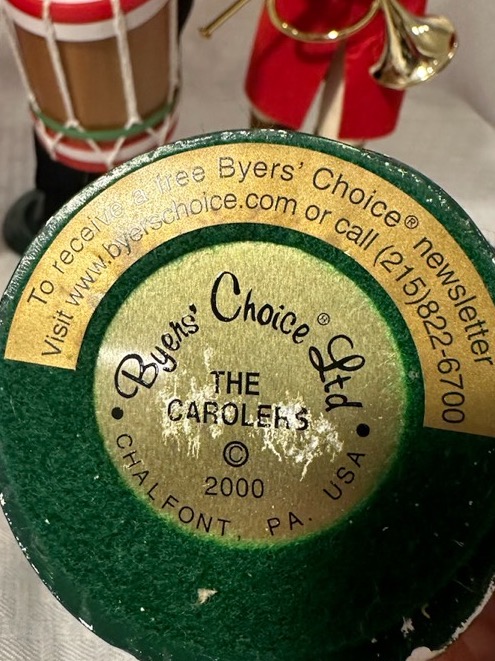 To receive a free Byers' Choice® newsletter
Visit www.byerschoice.com or call (215)822-6700
Byers' Choice® Ltd
THE
CAROLERS
©
2000
• CHALFONT, PA. USA •